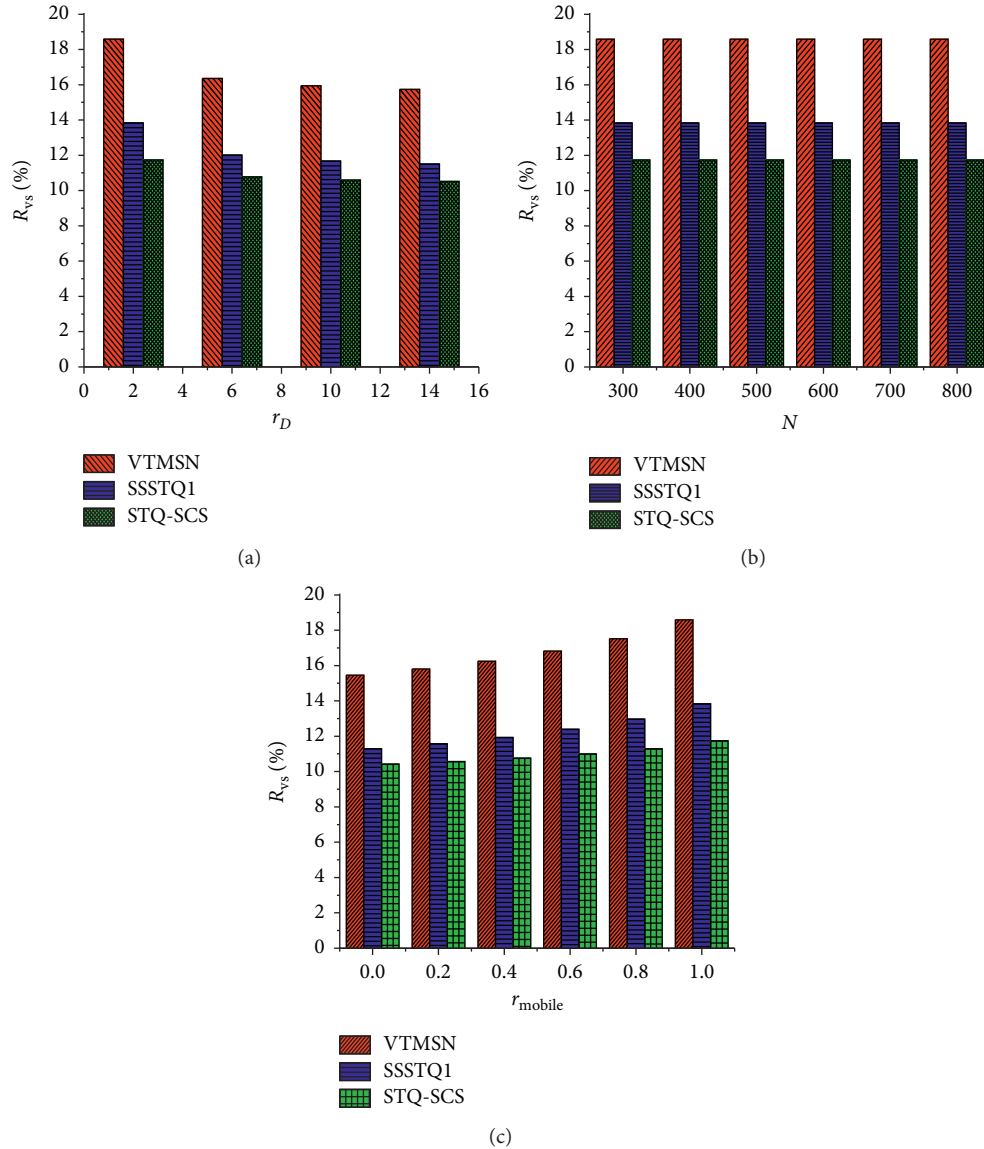 20
18
16
14
12
10
8
6
4
2
0
R_vs (%)
0 2 4 6 8 10 12 14 16
r_D
VTMSN
SSSTQ1
STQ-SCS
(a)
20
18
16
14
12
10
8
6
4
2
0
R_vs (%)
300 400 500 600 700 800
N
VTMSN
SSSTQ1
STQ-SCS
(b)
20
18
16
14
12
10
8
6
4
2
0
R_vs (%)
0.0 0.2 0.4 0.6 0.8 1.0
r_mobile
VTMSN
SSSTQ1
STQ-SCS
(c)